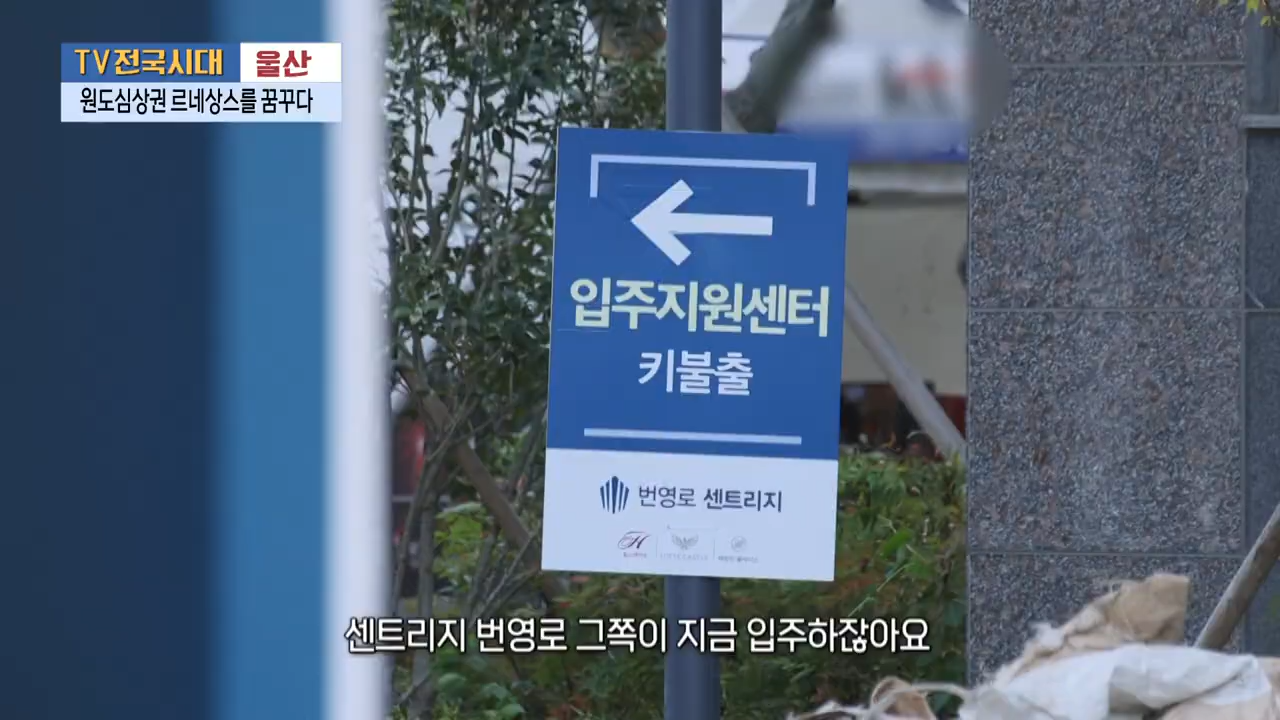 TV전국시대 울산
원도심상권 르네상스를 꿈꾸다
입주지원센터
키불출
번영로 센트리지
센트리지 번영로 그쪽이 지금 입주하잖아요